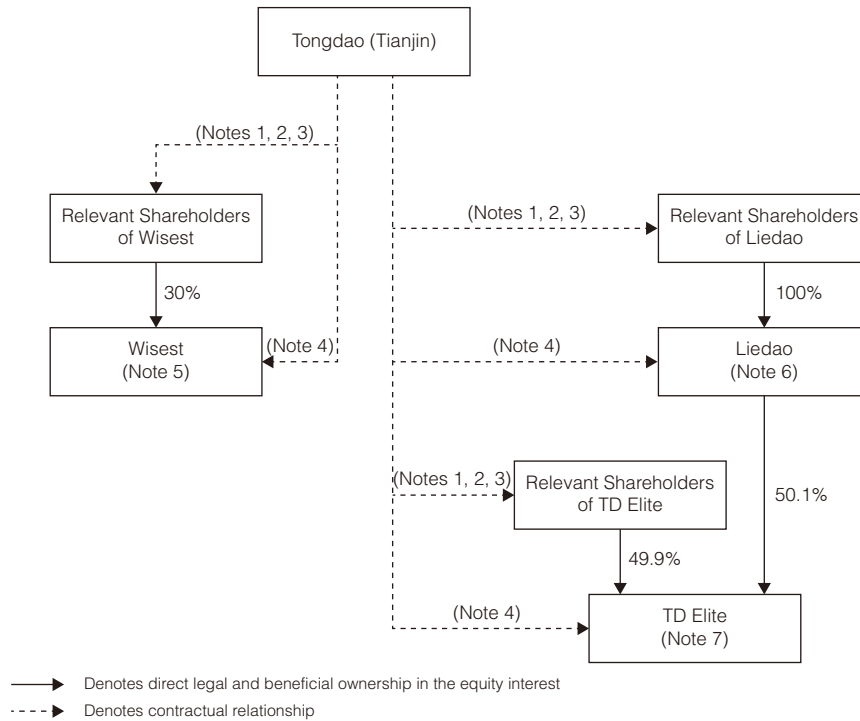 Tongdao (Tianjin)
(Notes 1, 2, 3)
Relevant Shareholders
of Wisest
(Notes 1, 2, 3)
Relevant Shareholders
of Liedao
30%
100%
Wisest
(Note 5)
(Note 4)
(Note 4)
Liedao
(Note 6)
(Notes 1, 2, 3)
Relevant Shareholders
of TD Elite
50.1%
49.9%
(Note 4)
TD Elite
(Note 7)
Denotes direct legal and beneficial ownership in the equity interest
Denotes contractual relationship